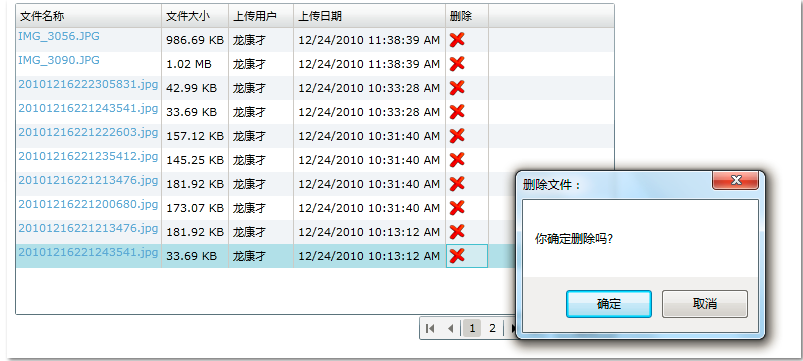 文件名称 文件大小 上传用户 上传日期 删除
IMG_3056.JPG 986.69 KB 龙康才 12/24/2010 11:38:39 AM
IMG_3090.JPG 1.02 MB 龙康才 12/24/2010 11:38:39 AM
20101216222305831.jpg 42.99 KB 龙康才 12/24/2010 10:33:28 AM
20101216221243541.jpg 33.69 KB 龙康才 12/24/2010 10:33:28 AM
20101216221222603.jpg 157.12 KB 龙康才 12/24/2010 10:31:40 AM
20101216221235412.jpg 145.25 KB 龙康才 12/24/2010 10:31:40 AM
20101216221213476.jpg 181.92 KB 龙康才 12/24/2010 10:31:40 AM
20101216221200680.jpg 173.07 KB 龙康才 12/24/2010 10:31:40 AM
20101216221213476.jpg 181.92 KB 龙康才 12/24/2010 10:13:12 AM
20101216221243541.jpg 33.69 KB 龙康才 12/24/2010 10:13:12 AM
删除文件：
你确定删除吗?
确定 取消
1 2